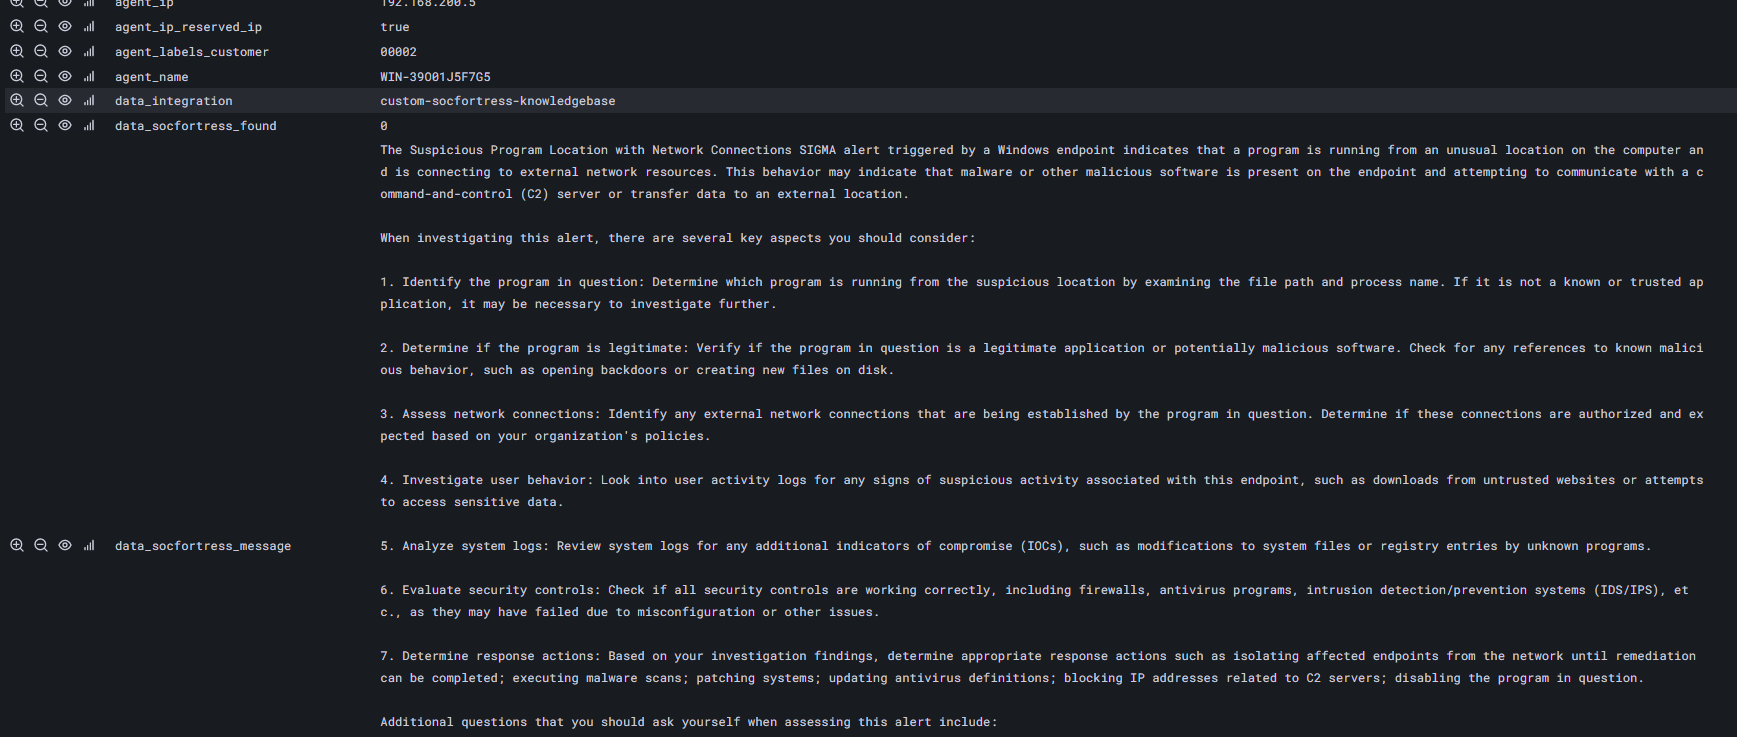 agent_ip 192.168.200.5
agent_ip_reserved_ip true
agent_labels_customer 00002
agent_name WIN-39O01J5F7G5
data_integration custom-socfortress-knowledgebase
data_socfortress_found 0
The Suspicious Program Location with Network Connections SIGMA alert triggered by a Windows endpoint indicates that a program is running from an unusual location on the computer an
d is connecting to external network resources. This behavior may indicate that malware or other malicious software is present on the endpoint and attempting to communicate with a c
ommand-and-control (C2) server or transfer data to an external location.
When investigating this alert, there are several key aspects you should consider:
1. Identify the program in question: Determine which program is running from the suspicious location by examining the file path and process name. If it is not a known or trusted ap
plication, it may be necessary to investigate further.
2. Determine if the program is legitimate: Verify if the program in question is a legitimate application or potentially malicious software. Check for any references to known malici
ous behavior, such as opening backdoors or creating new files on disk.
3. Assess network connections: Identify any external network connections that are being established by the program in question. Determine if these connections are authorized and ex
pected based on your organization's policies.
4. Investigate user behavior: Look into user activity logs for any signs of suspicious activity associated with this endpoint, such as downloads from untrusted websites or attempts
to access sensitive data.
data_socfortress_message 5. Analyze system logs: Review system logs for any additional indicators of compromise (IOCs), such as modifications to system files or registry entries by unknown programs.
6. Evaluate security controls: Check if all security controls are working correctly, including firewalls, antivirus programs, intrusion detection/prevention systems (IDS/IPS), et
c., as they may have failed due to misconfiguration or other issues.
7. Determine response actions: Based on your investigation findings, determine appropriate response actions such as isolating affected endpoints from the network until remediation
can be completed; executing malware scans; patching systems; updating antivirus definitions; blocking IP addresses related to C2 servers; disabling the program in question.
Additional questions that you should ask yourself when assessing this alert include: